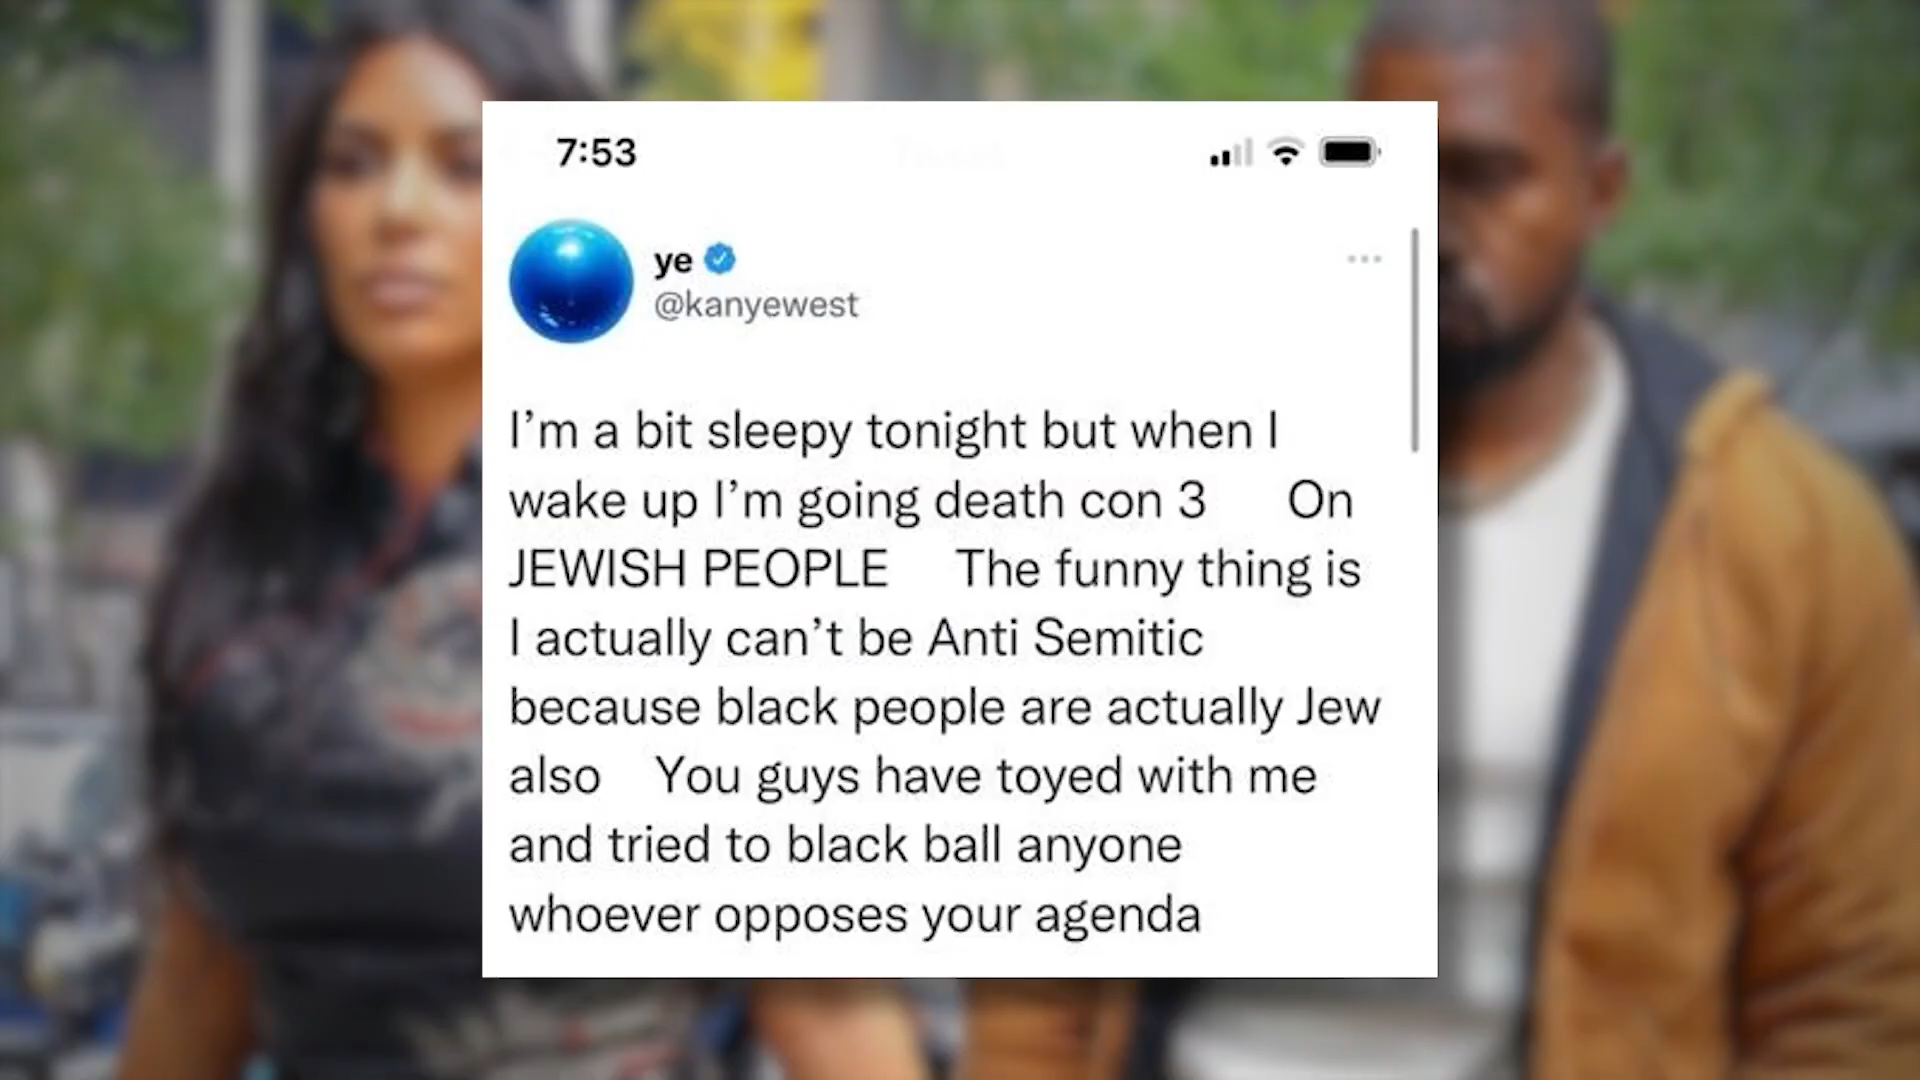 7:53
ye
@kanyewest
I’m a bit sleepy tonight but when I
wake up I’m going death con 3 On
JEWISH PEOPLE The funny thing is
I actually can’t be Anti Semitic
because black people are actually Jew
also You guys have toyed with me
and tried to black ball anyone
whoever opposes your agenda